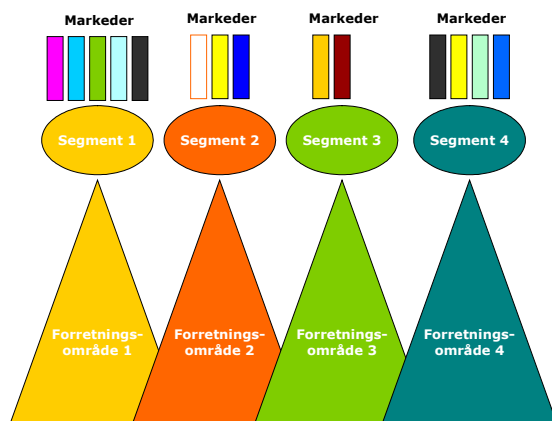 Markeder
Markeder
Markeder
Markeder
Segment 1
Segment 2
Segment 3
Segment 4
Forretnings-
område 1
Forretnings-
område 2
Forretnings-
område 3
Forretnings-
område 4